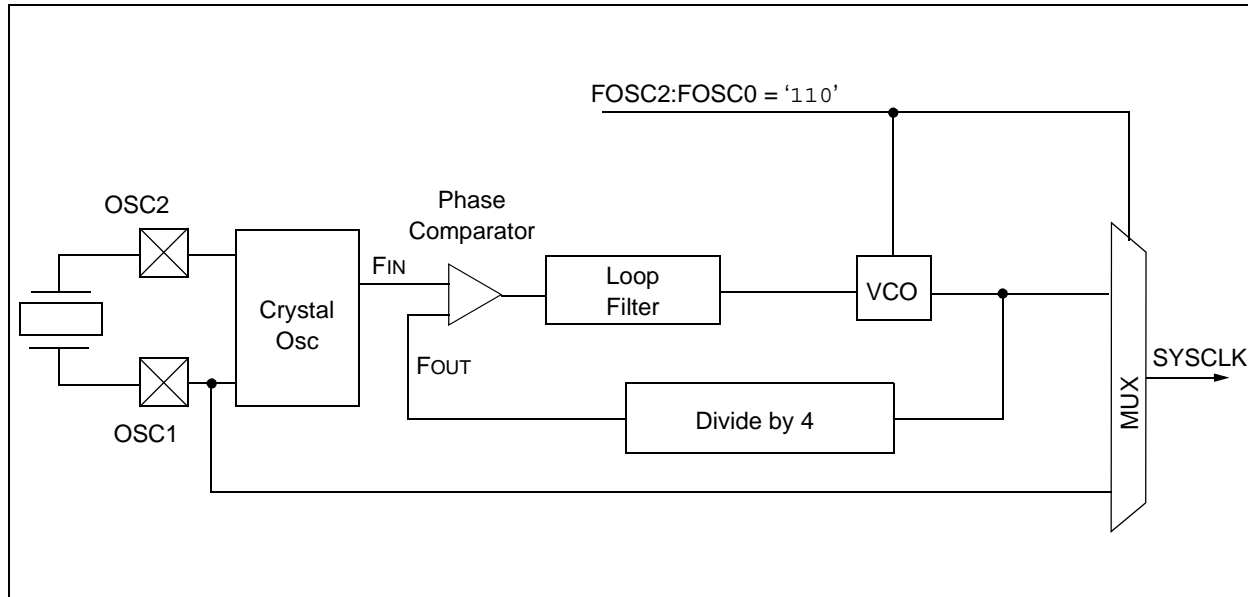 FOSC2:FOSC0 = ‘110’
OSC2
Phase
Comparator
FIN
Loop
Filter
VCO
Crystal
Osc
FOUT
SYSCLK
MUX
Divide by 4
OSC1